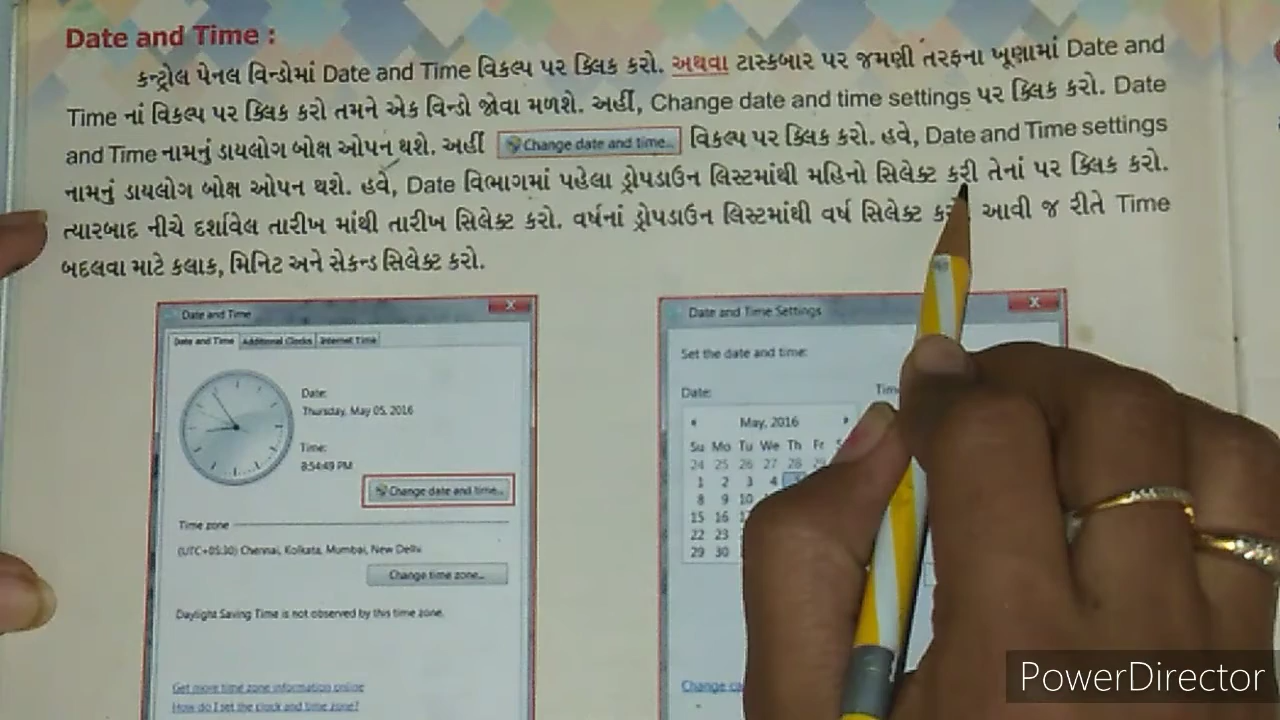 Date and Time :
કન્ટ્રોલ પેનલ વિન્ડોમાં Date and Time વિકલ્પ પર ક્લિક કરો. અથવા ટાસ્કબાર પર જમણી તરફના ખૂણામાં Date and
Time નાં વિકલ્પ પર ક્લિક કરો તમને એક વિન્ડો જોવા મળશે. અહીં, Change date and time settings પર ક્લિક કરો. Date
and Time નામનું ડાયલોગ બોક્ષ ઓપન થશે. અહીં Change date and time... વિકલ્પ પર ક્લિક કરો. હવે, Date and Time settings
નામનું ડાયલોગ બોક્ષ ઓપન થશે. હવે, Date વિભાગમાં પહેલા ડ્રોપડાઉન લિસ્ટમાંથી મહિનો સિલેક્ટ કરી તેનાં પર ક્લિક કરો.
ત્યારબાદ નીચે દર્શાવેલ તારીખ માંથી તારીખ સિલેક્ટ કરો. વર્ષનાં ડ્રોપડાઉન લિસ્ટમાંથી વર્ષ સિલેક્ટ આવી જ રીતે Time
બદલવા માટે કલાક, મિનિટ અને સેકન્ડ સિલેક્ટ કરો.
Date and Time
Date and Time Additional Clocks Internet Time
Date:
Thursday, May 05, 2016
Time:
8:54:49 PM
Change date and time...
Time zone
(UTC+05:30) Chennai, Kolkata, Mumbai, New Delhi
Change time zone...
Daylight Saving Time is not observed by this time zone.
Get more time zone information online
How do I set the clock and time zone?
Date and Time Settings
Set the date and time:
Date:
May, 2016
Su Mo Tu We Th Fr
24 25 26 27 28 29
1 2 3 4
8 9 10
15 16
22 23
29 30
Change
PowerDirector